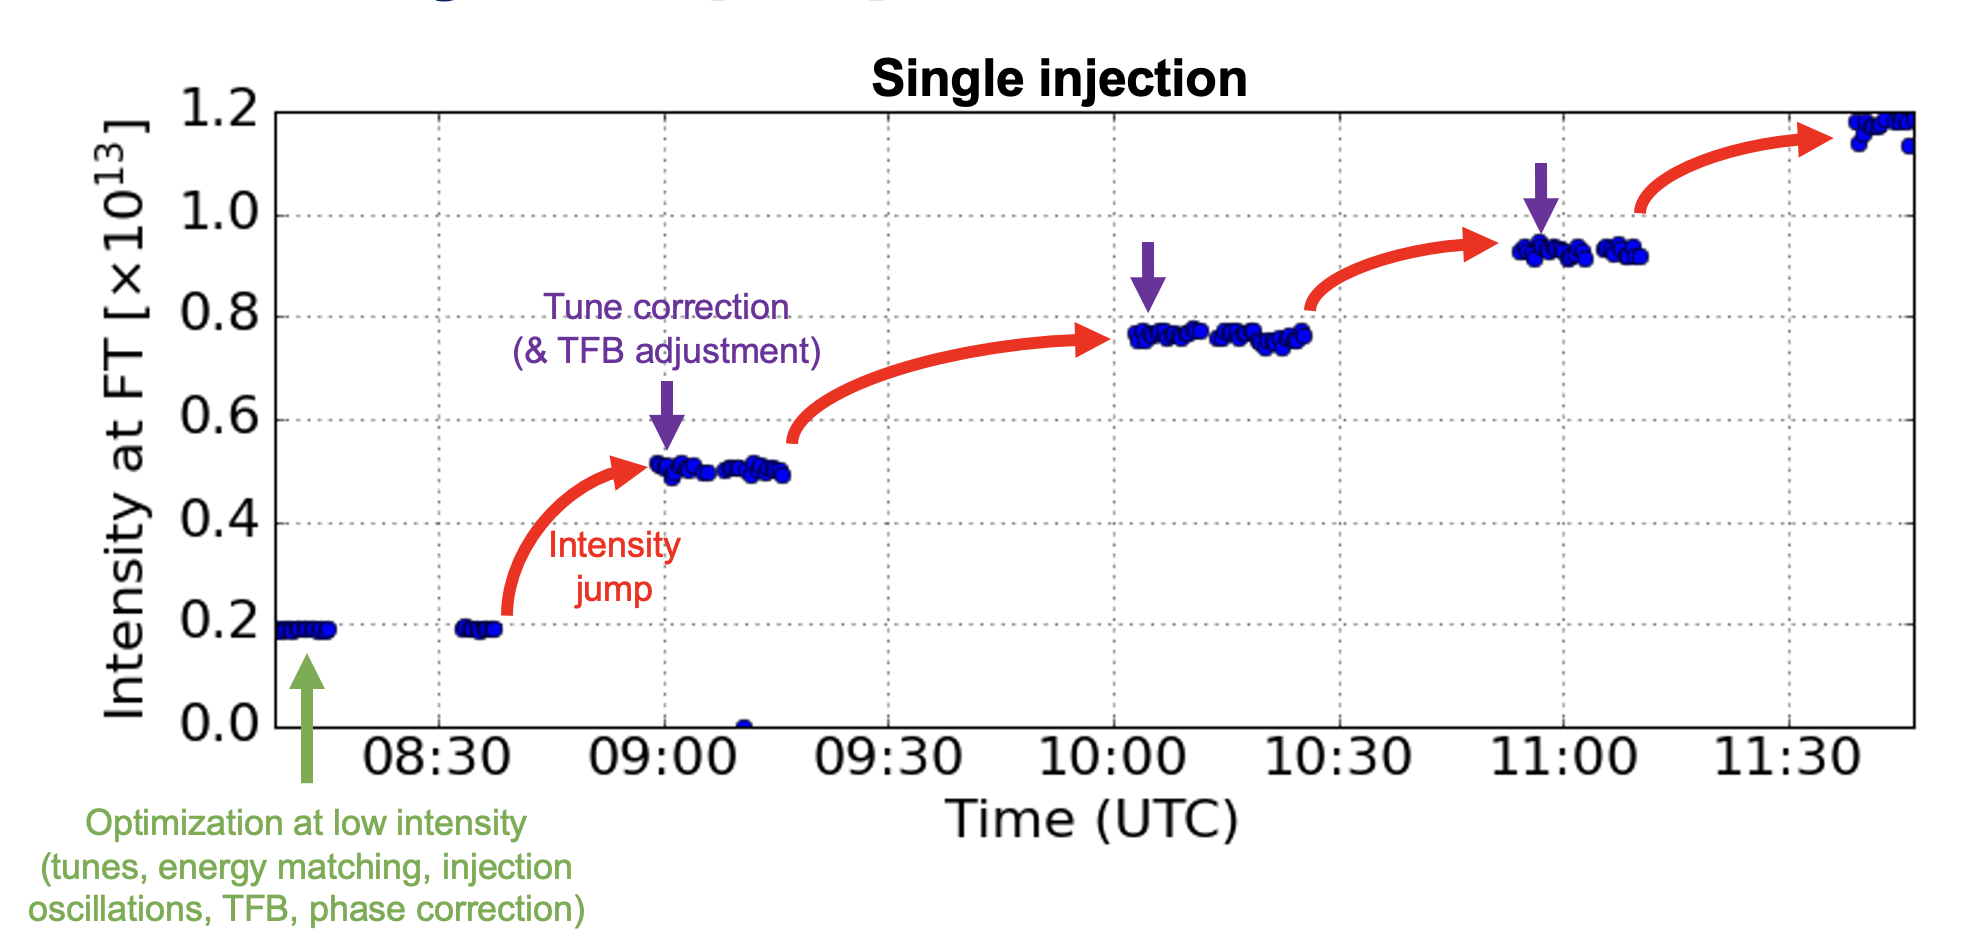 Single injection
1.2
1.0
0.8
0.6
0.4
0.2
0.0
Intensity at FT [×10¹³]
Tune correction
(& TFB adjustment)
Intensity
jump
08:30 09:00 09:30 10:00 10:30 11:00 11:30
Time (UTC)
Optimization at low intensity
(tunes, energy matching, injection
oscillations, TFB, phase correction)